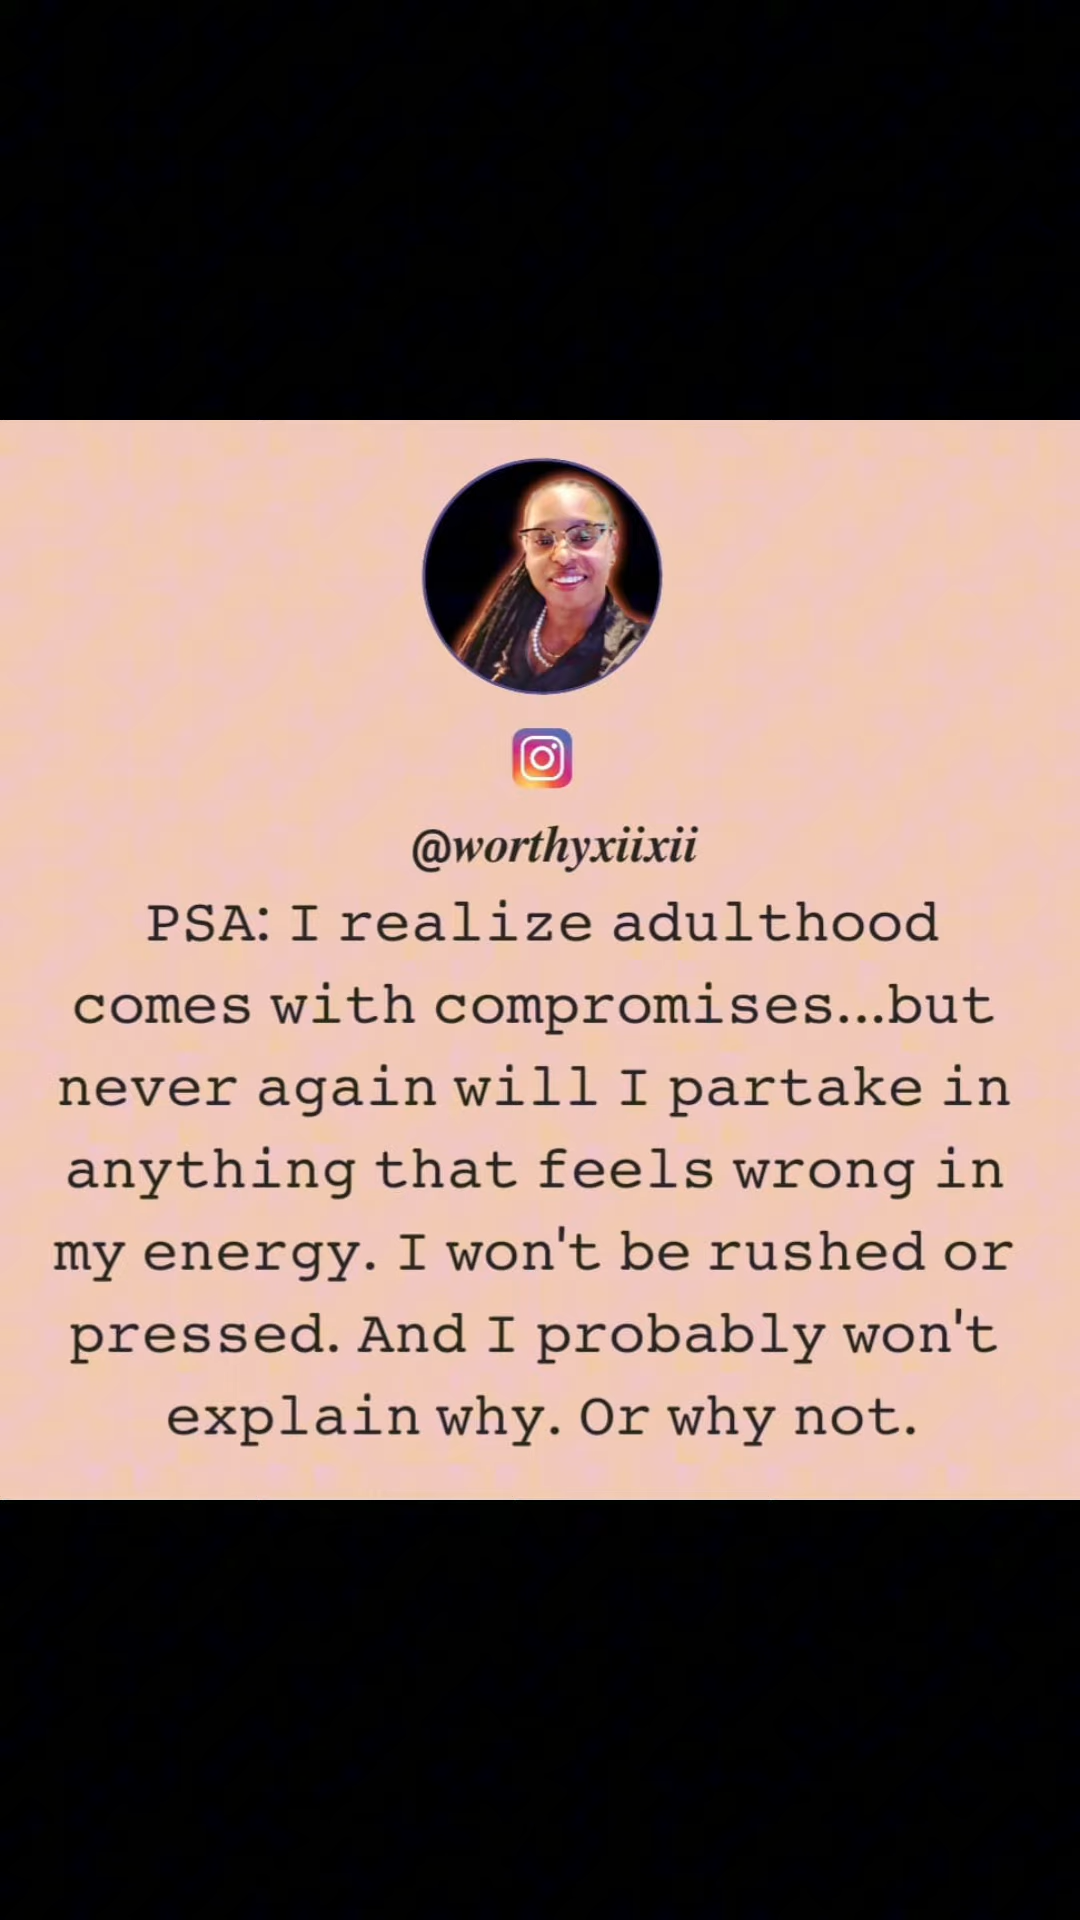 @worthyxiixii
PSA: I realize adulthood
comes with compromises...but
never again will I partake in
anything that feels wrong in
my energy. I won't be rushed or
pressed. And I probably won't
explain why. Or why not.